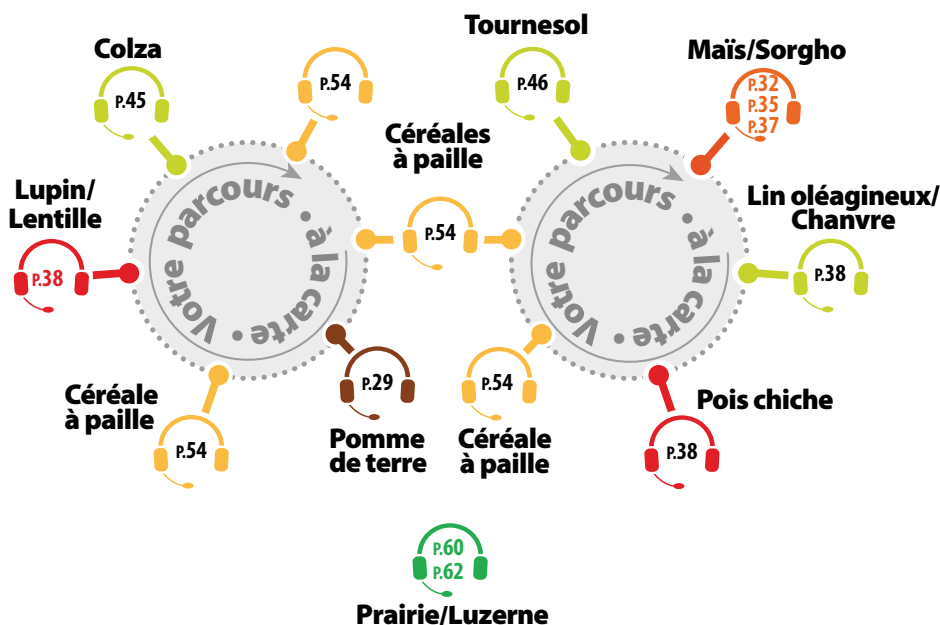 Colza
P.45
P.54
Tournesol
P.46
Maïs/Sorgho
P.32
P.35
P.37
Céréales
à paille
P.54
Lupin/
Lentille
P.38
Lin oléagineux/
Chanvre
P.38
Votre parcours • à la carte •
Votre parcours • à la carte •
Céréale
à paille
P.54
P.29
Pomme
de terre
P.54
Céréale
à paille
Pois chiche
P.38
P.60
P.62
Prairie/Luzerne